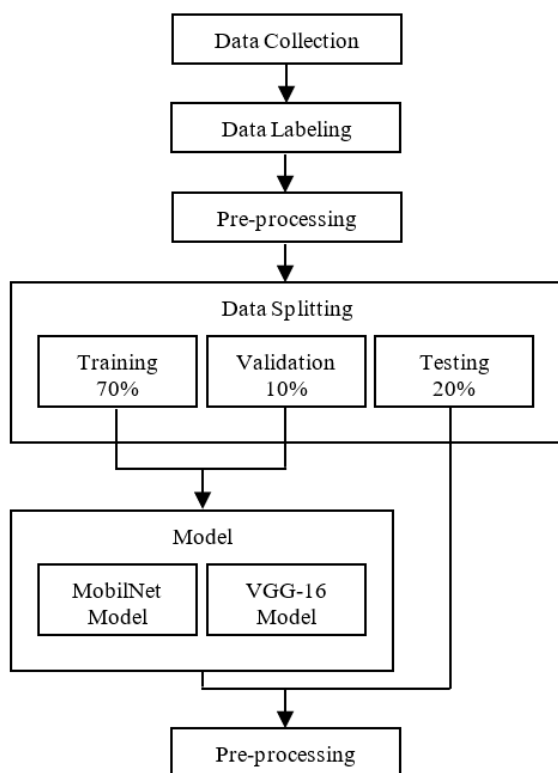 Data Collection
Data Labeling
Pre-processing
Data Splitting
Training
70%
Validation
10%
Testing
20%
Model
MobilNet
Model
VGG-16
Model
Pre-processing